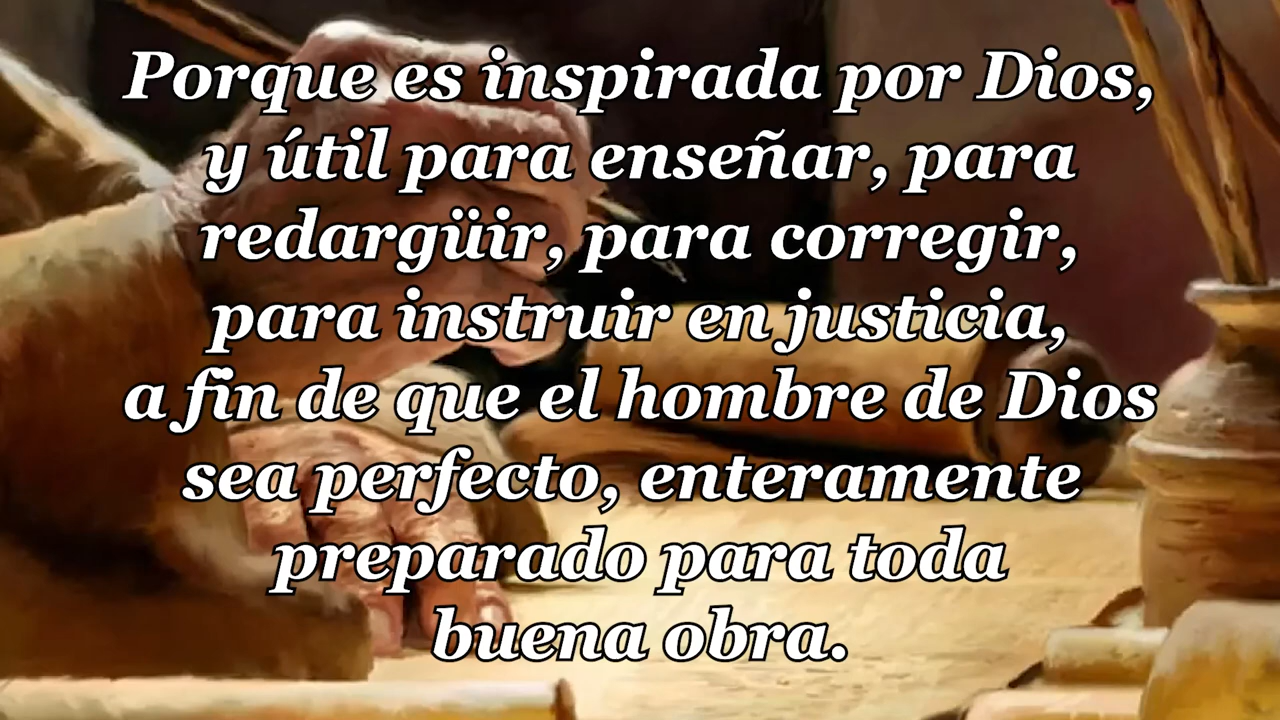 Porque es inspirada por Dios,
y útil para enseñar, para
redargüir, para corregir,
para instruir en justicia,
a fin de que el hombre de Dios
sea perfecto, enteramente
preparado para toda
buena obra.